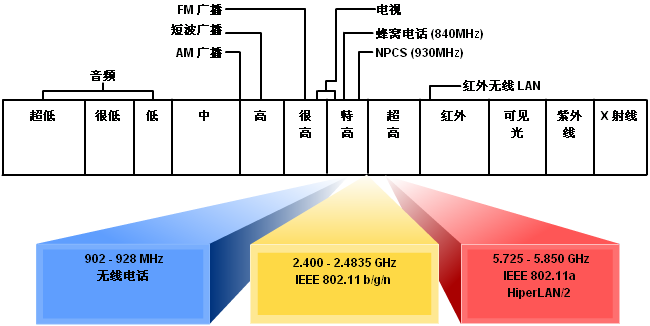 FM 广播
电视
短波广播
蜂窝电话 (840MHz)
AM 广播
NPCS (930MHz)
音频
红外无线 LAN
超低
很低
低
中
高
很
高
特
高
超
高
红外
可见
光
紫外
线
X 射线
902 - 928 MHz
无线电话
2.400 - 2.4835 GHz
IEEE 802.11 b/g/n
5.725 - 5.850 GHz
IEEE 802.11a
HiperLAN/2